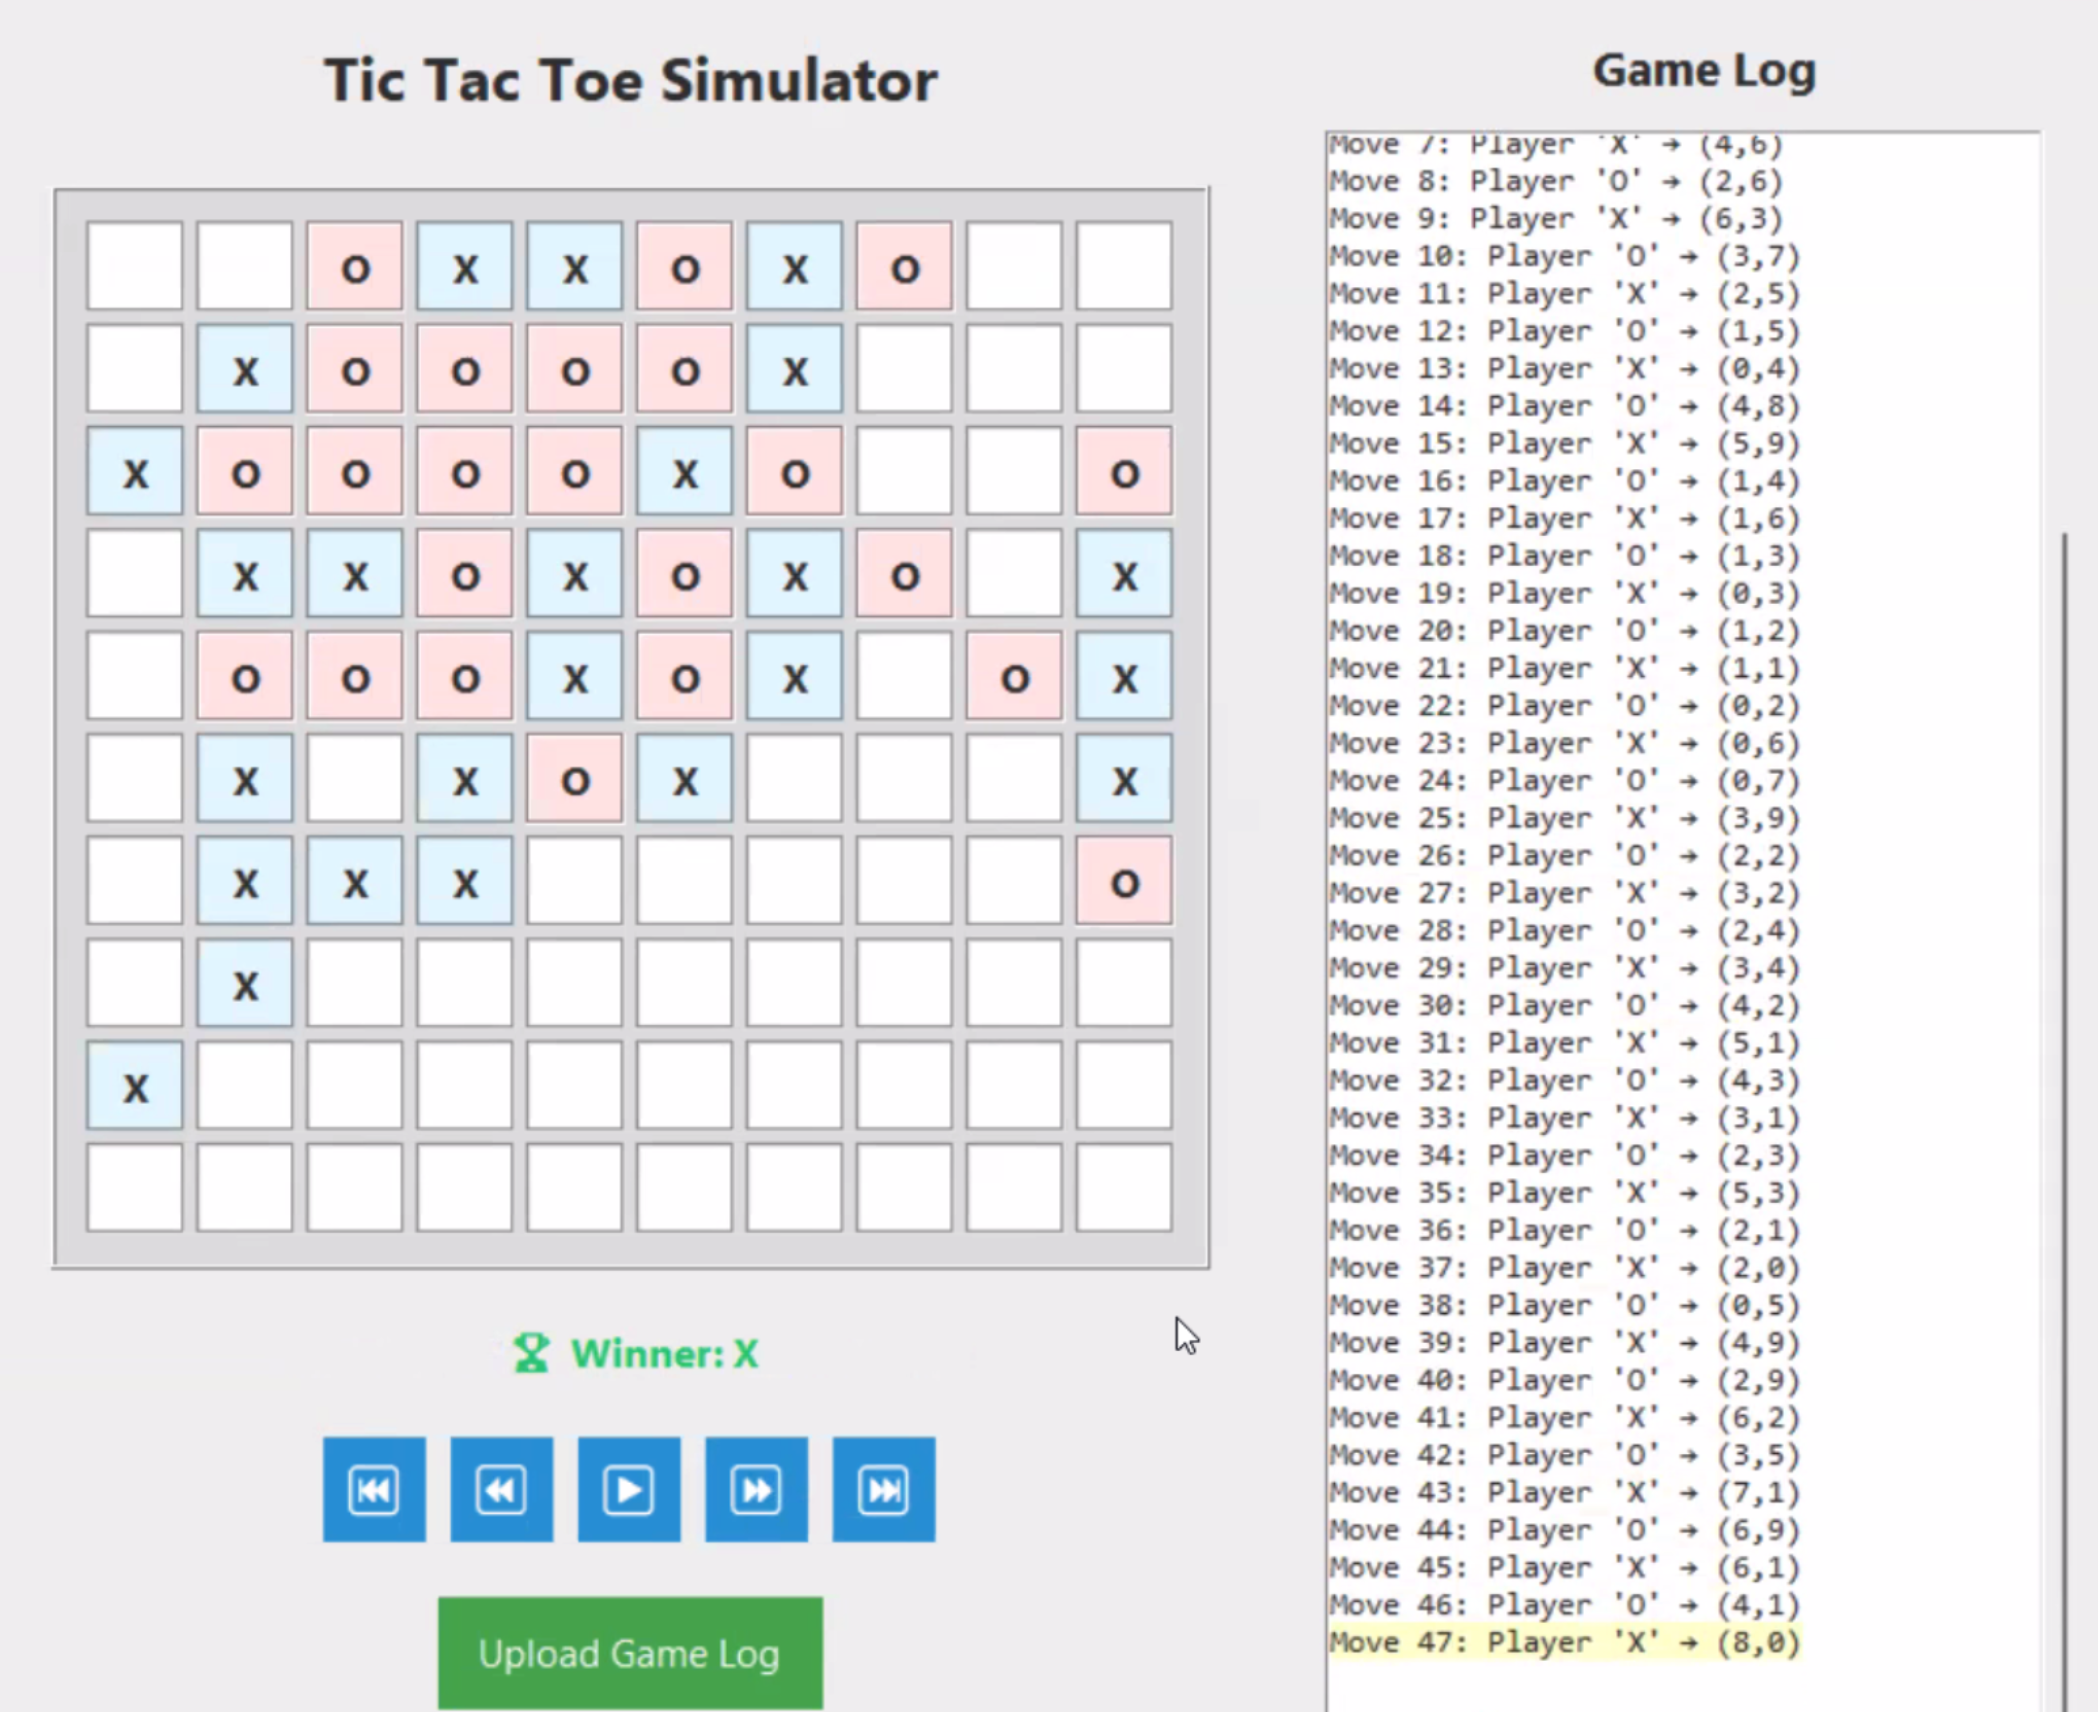 Tic Tac Toe Simulator
O X X O X O
X O O O O X
X O O O O X O O
X X O X O X O X
O O O X O X O X
X X O X X
X X X O
X
X
Winner: X
Upload Game Log
Game Log
Move 7: Player 'X' → (4,6)
Move 8: Player 'O' → (2,6)
Move 9: Player 'X' → (6,3)
Move 10: Player 'O' → (3,7)
Move 11: Player 'X' → (2,5)
Move 12: Player 'O' → (1,5)
Move 13: Player 'X' → (0,4)
Move 14: Player 'O' → (4,8)
Move 15: Player 'X' → (5,9)
Move 16: Player 'O' → (1,4)
Move 17: Player 'X' → (1,6)
Move 18: Player 'O' → (1,3)
Move 19: Player 'X' → (0,3)
Move 20: Player 'O' → (1,2)
Move 21: Player 'X' → (1,1)
Move 22: Player 'O' → (0,2)
Move 23: Player 'X' → (0,6)
Move 24: Player 'O' → (0,7)
Move 25: Player 'X' → (3,9)
Move 26: Player 'O' → (2,2)
Move 27: Player 'X' → (3,2)
Move 28: Player 'O' → (2,4)
Move 29: Player 'X' → (3,4)
Move 30: Player 'O' → (4,2)
Move 31: Player 'X' → (5,1)
Move 32: Player 'O' → (4,3)
Move 33: Player 'X' → (3,1)
Move 34: Player 'O' → (2,3)
Move 35: Player 'X' → (5,3)
Move 36: Player 'O' → (2,1)
Move 37: Player 'X' → (2,0)
Move 38: Player 'O' → (0,5)
Move 39: Player 'X' → (4,9)
Move 40: Player 'O' → (2,9)
Move 41: Player 'X' → (6,2)
Move 42: Player 'O' → (3,5)
Move 43: Player 'X' → (7,1)
Move 44: Player 'O' → (6,9)
Move 45: Player 'X' → (6,1)
Move 46: Player 'O' → (4,1)
Move 47: Player 'X' → (8,0)